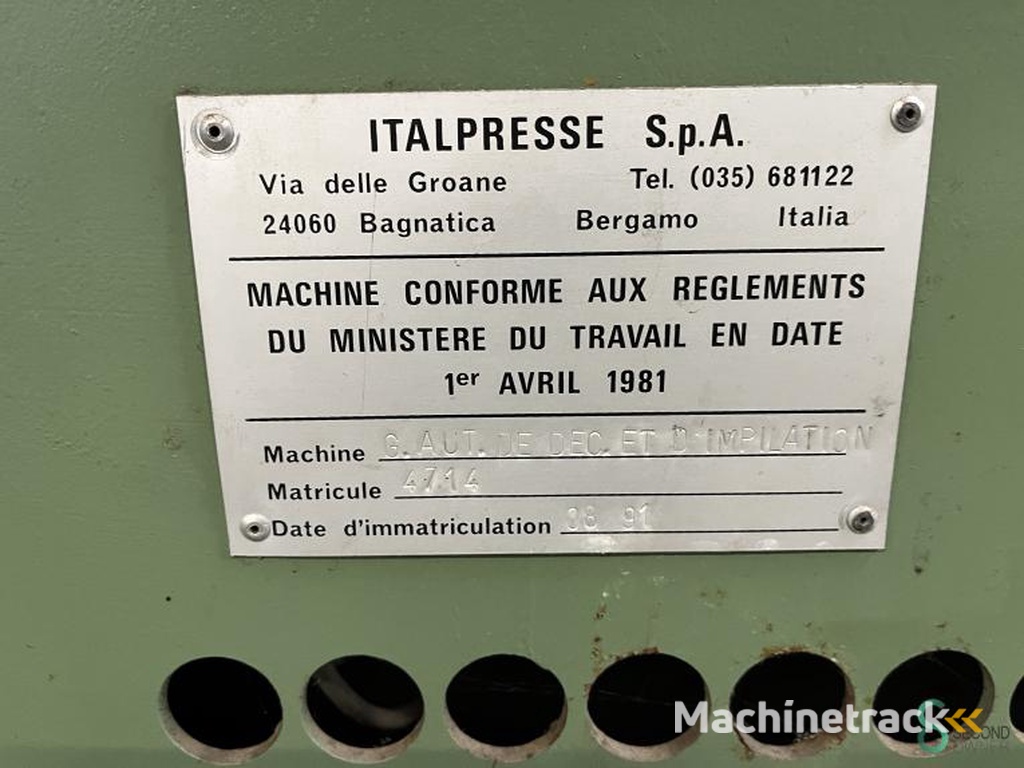 ITALPRESSE S.p.A.
Via delle Groane Tel. (035) 681122
24060 Bagnatica Bergamo Italia
MACHINE CONFORME AUX REGLEMENTS
DU MINISTERE DU TRAVAIL EN DATE
1er AVRIL 1981
Machine G. AUT. DE DEC. ET D'IMPILATION
Matricule 4714
Date d'immatriculation 08 91
Machinetrack
SECOND